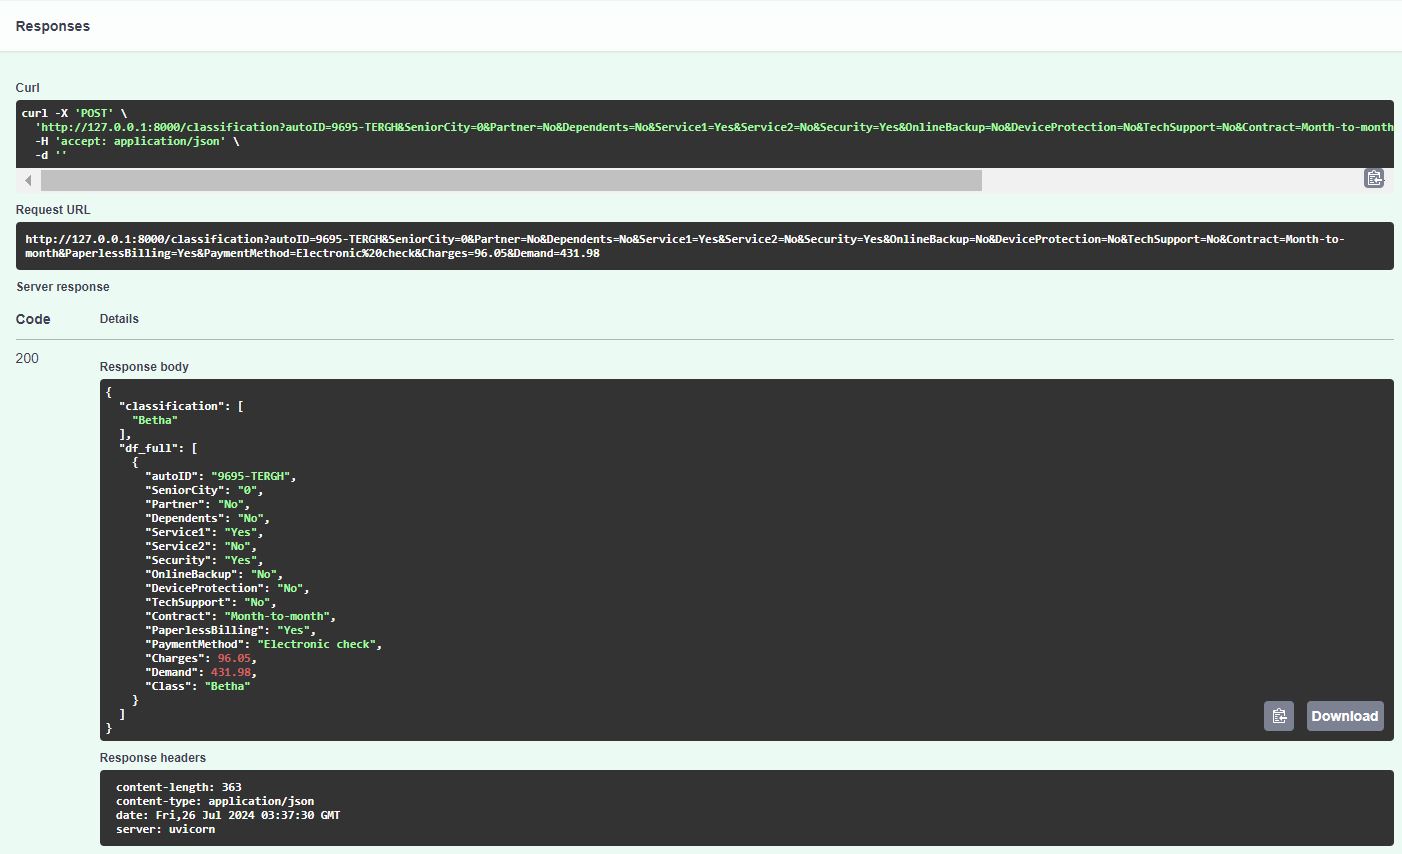 Responses
Curl
curl -X 'POST' \
  'http://127.0.0.1:8000/classification?autoID=9695-TERGH&SeniorCity=0&Partner=No&Dependents=No&Service1=Yes&Service2=No&Security=Yes&OnlineBackup=No&DeviceProtection=No&TechSupport=No&Contract=Month-to-month
  -H 'accept: application/json' \
  -d ''
Request URL
http://127.0.0.1:8000/classification?autoID=9695-TERGH&SeniorCity=0&Partner=No&Dependents=No&Service1=Yes&Service2=No&Security=Yes&OnlineBackup=No&DeviceProtection=No&TechSupport=No&Contract=Month-to-
month&PaperlessBilling=Yes&PaymentMethod=Electronic%20check&Charges=96.05&Demand=431.98
Server response
Code Details
200
Response body
{
  "classification": [
    "Betha"
  ],
  "df_full": [
    {
      "autoID": "9695-TERGH",
      "SeniorCity": "0",
      "Partner": "No",
      "Dependents": "No",
      "Service1": "Yes",
      "Service2": "No",
      "Security": "Yes",
      "OnlineBackup": "No",
      "DeviceProtection": "No",
      "TechSupport": "No",
      "Contract": "Month-to-month",
      "PaperlessBilling": "Yes",
      "PaymentMethod": "Electronic check",
      "Charges": 96.05,
      "Demand": 431.98,
      "Class": "Betha"
    }
  ]
}
Download
Response headers
content-length: 363
content-type: application/json
date: Fri,26 Jul 2024 03:37:30 GMT
server: uvicorn